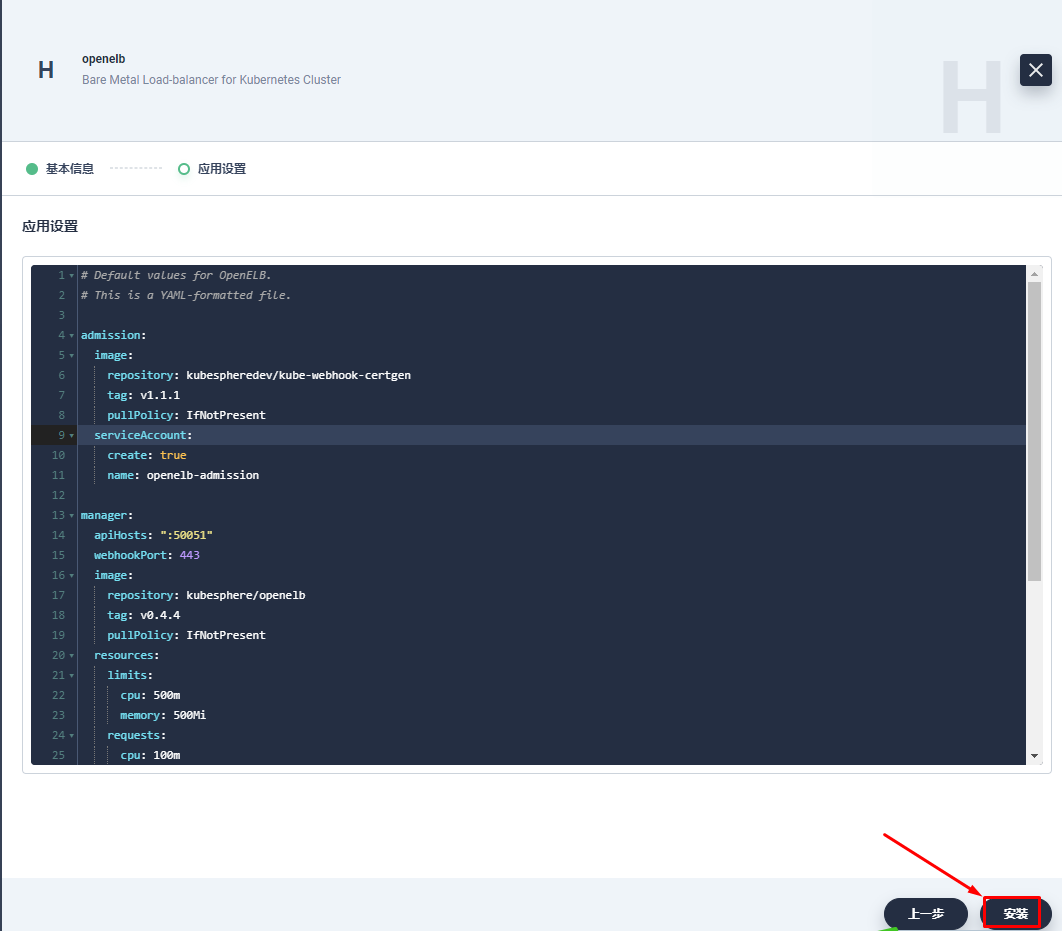 H
openelb
Bare Metal Load-balancer for Kubernetes Cluster
H
基本信息
应用设置
应用设置
1 # Default values for OpenELB.
2 # This is a YAML-formatted file.
3
4 admission:
5   image:
6     repository: kubespheredev/kube-webhook-certgen
7     tag: v1.1.1
8     pullPolicy: IfNotPresent
9   serviceAccount:
10     create: true
11     name: openelb-admission
12
13 manager:
14   apiHosts: ":50051"
15   webhookPort: 443
16   image:
17     repository: kubesphere/openelb
18     tag: v0.4.4
19     pullPolicy: IfNotPresent
20   resources:
21     limits:
22       cpu: 500m
23       memory: 500Mi
24     requests:
25       cpu: 100m
上一步
安装